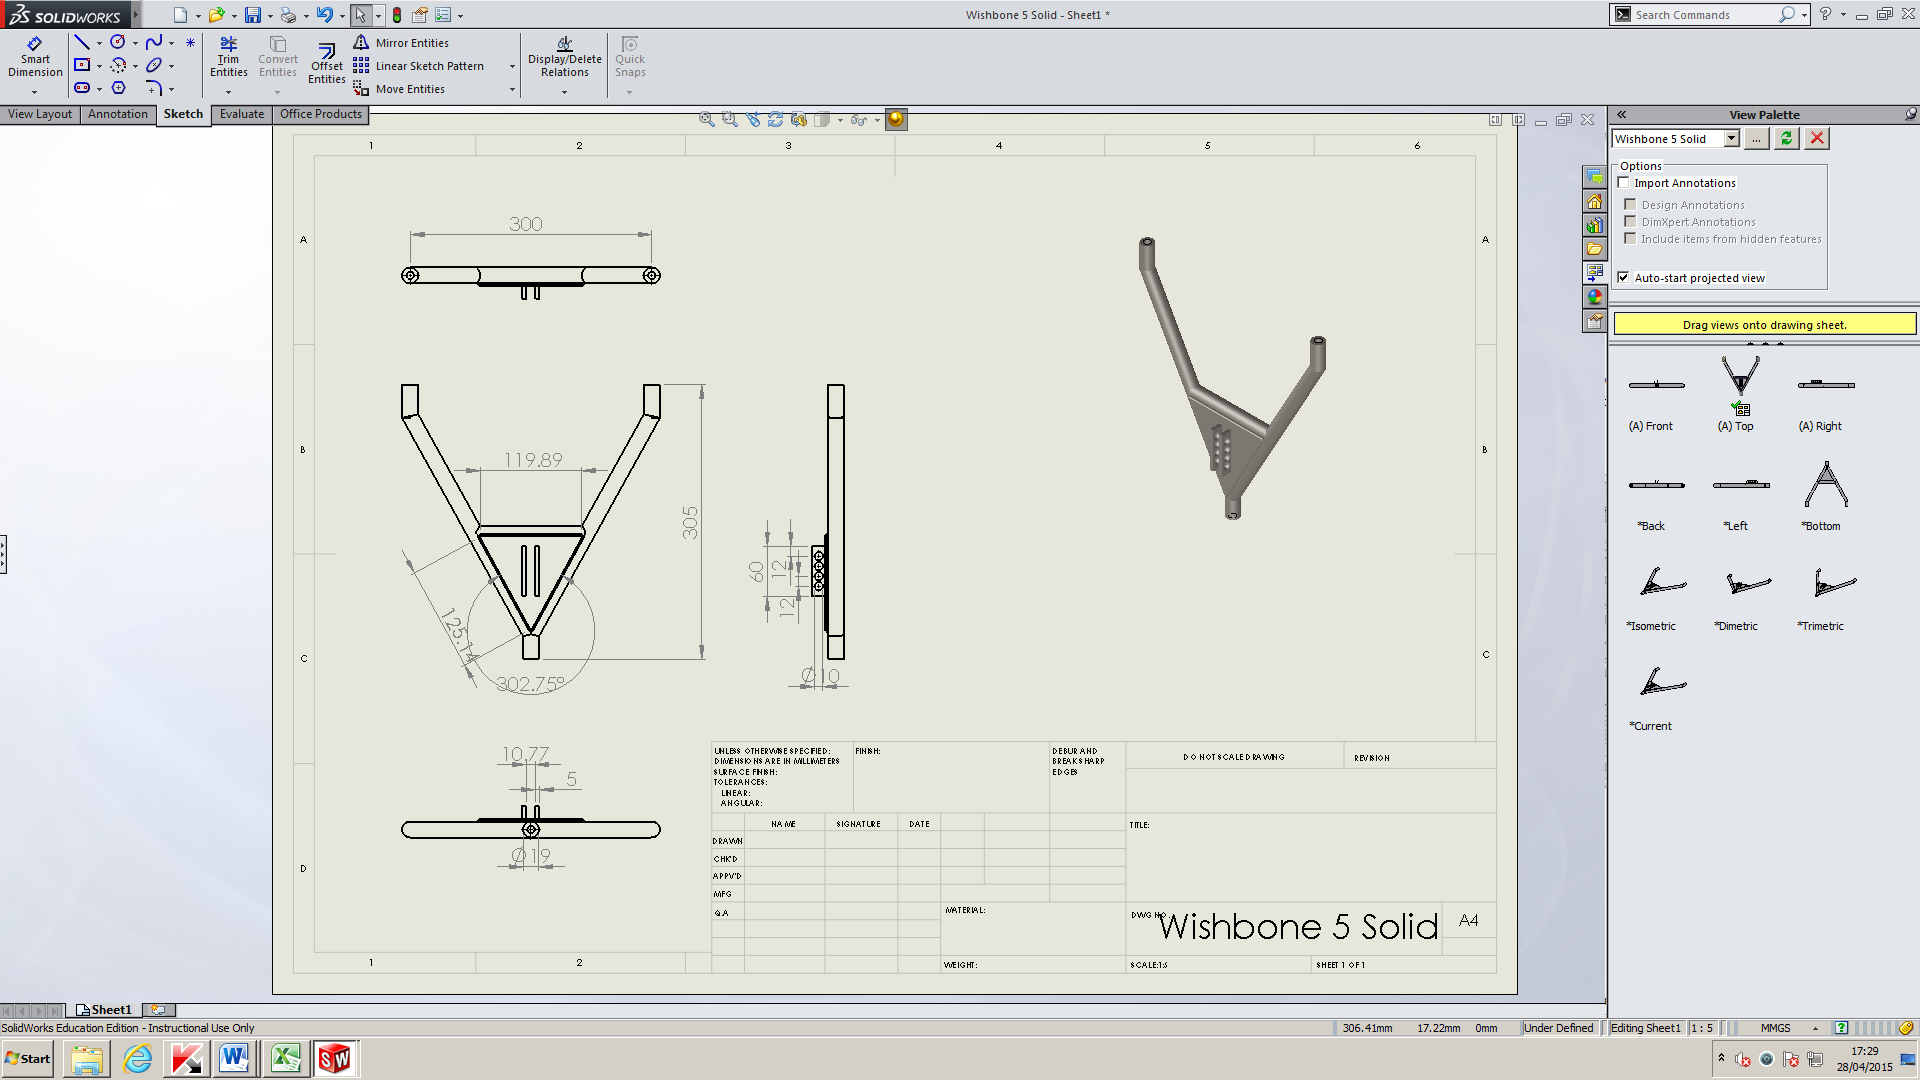 SOLIDWORKS
Wishbone 5 Solid - Sheet1 *
Search Commands
Smart Dimension
Trim Entities
Convert Entities
Offset Entities
Mirror Entities
Linear Sketch Pattern
Move Entities
Display/Delete Relations
Quick Snaps
View Layout
Annotation
Sketch
Evaluate
Office Products
View Palette
Wishbone 5 Solid
...
Options
Import Annotations
Design Annotations
DimXpert Annotations
Include items from hidden features
Auto-start projected view
Drag views onto drawing sheet.
(A) Front
(A) Top
(A) Right
*Back
*Left
*Bottom
*Isometric
*Dimetric
*Trimetric
*Current
1 2 3 4 5 6
A A
B B
C C
D
1 2
300
119.89
305
125.14
302.75°
60
12
12
Ø10
10.77
5
Ø19
UNLESS OTHERWISE SPECIFIED:
DIMENSIONS ARE IN MILLIMETERS
SURFACE FINISH:
TOLERANCES:
LINEAR:
ANGULAR:
FINISH:
DEBUR AND
BREAK SHARP
EDGES
DO NOT SCALE DRAWING
REVISION
NAME
SIGNATURE
DATE
TITLE:
DRAWN
CHK'D
APPV'D
MFG
Q.A
MATERIAL:
DWG NO.
Wishbone 5 Solid
A4
WEIGHT:
SCALE:1:5
SHEET 1 OF 1
Sheet1
SolidWorks Education Edition - Instructional Use Only
306.41mm
17.22mm
0mm
Under Defined
Editing Sheet1
1 : 5
MMGS
Start
17:29
28/04/2015